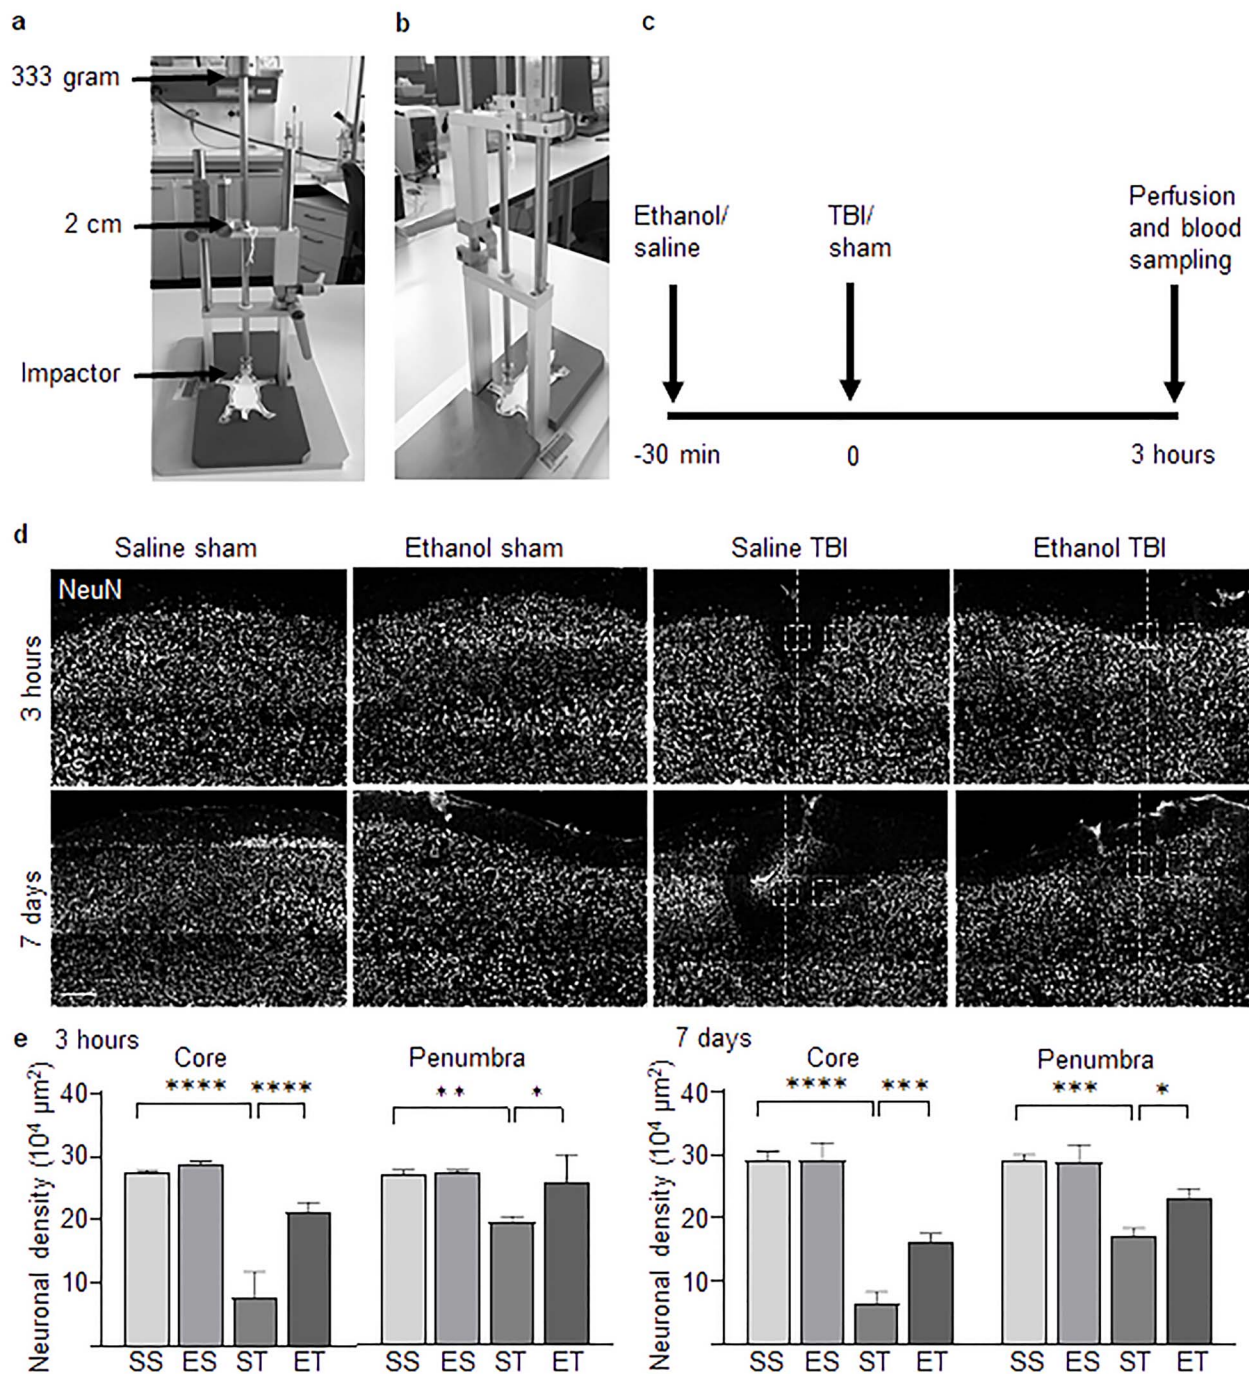 a
b
c
333 gram
2 cm
Impactor
Ethanol/
saline
TBI/
sham
Perfusion
and blood
sampling
-30 min
0
3 hours
d
Saline sham
Ethanol sham
Saline TBI
Ethanol TBI
NeuN
3 hours
7 days
e
3 hours
Core
Penumbra
**** ****
** *
Neuronal density (10⁴ µm²)
40
30
20
10
SS ES ST ET
SS ES ST ET
7 days
Core
Penumbra
**** ***
*** *
Neuronal density (10⁴ µm²)
40
30
20
10
SS ES ST ET
SS ES ST ET